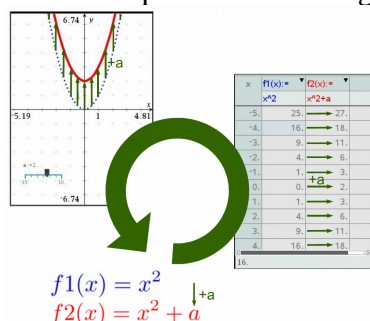 6.74
y
+a
x
-5.19
1
4.81
a:=2
-10.
10.
-6.74
x f1(x):= ▼ f2(x):= ▼
x^2 x^2+a
-5. 25. 27.
-4. 16. 18.
-3. 9. 11.
-2. 4. 6.
-1. 1. 3.
+a
0. 0. 2.
1. 1. 3.
2. 4. 6.
3. 9. 11.
4. 16. 18.
16.
f1(x) = x^2
+a
f2(x) = x^2 + a